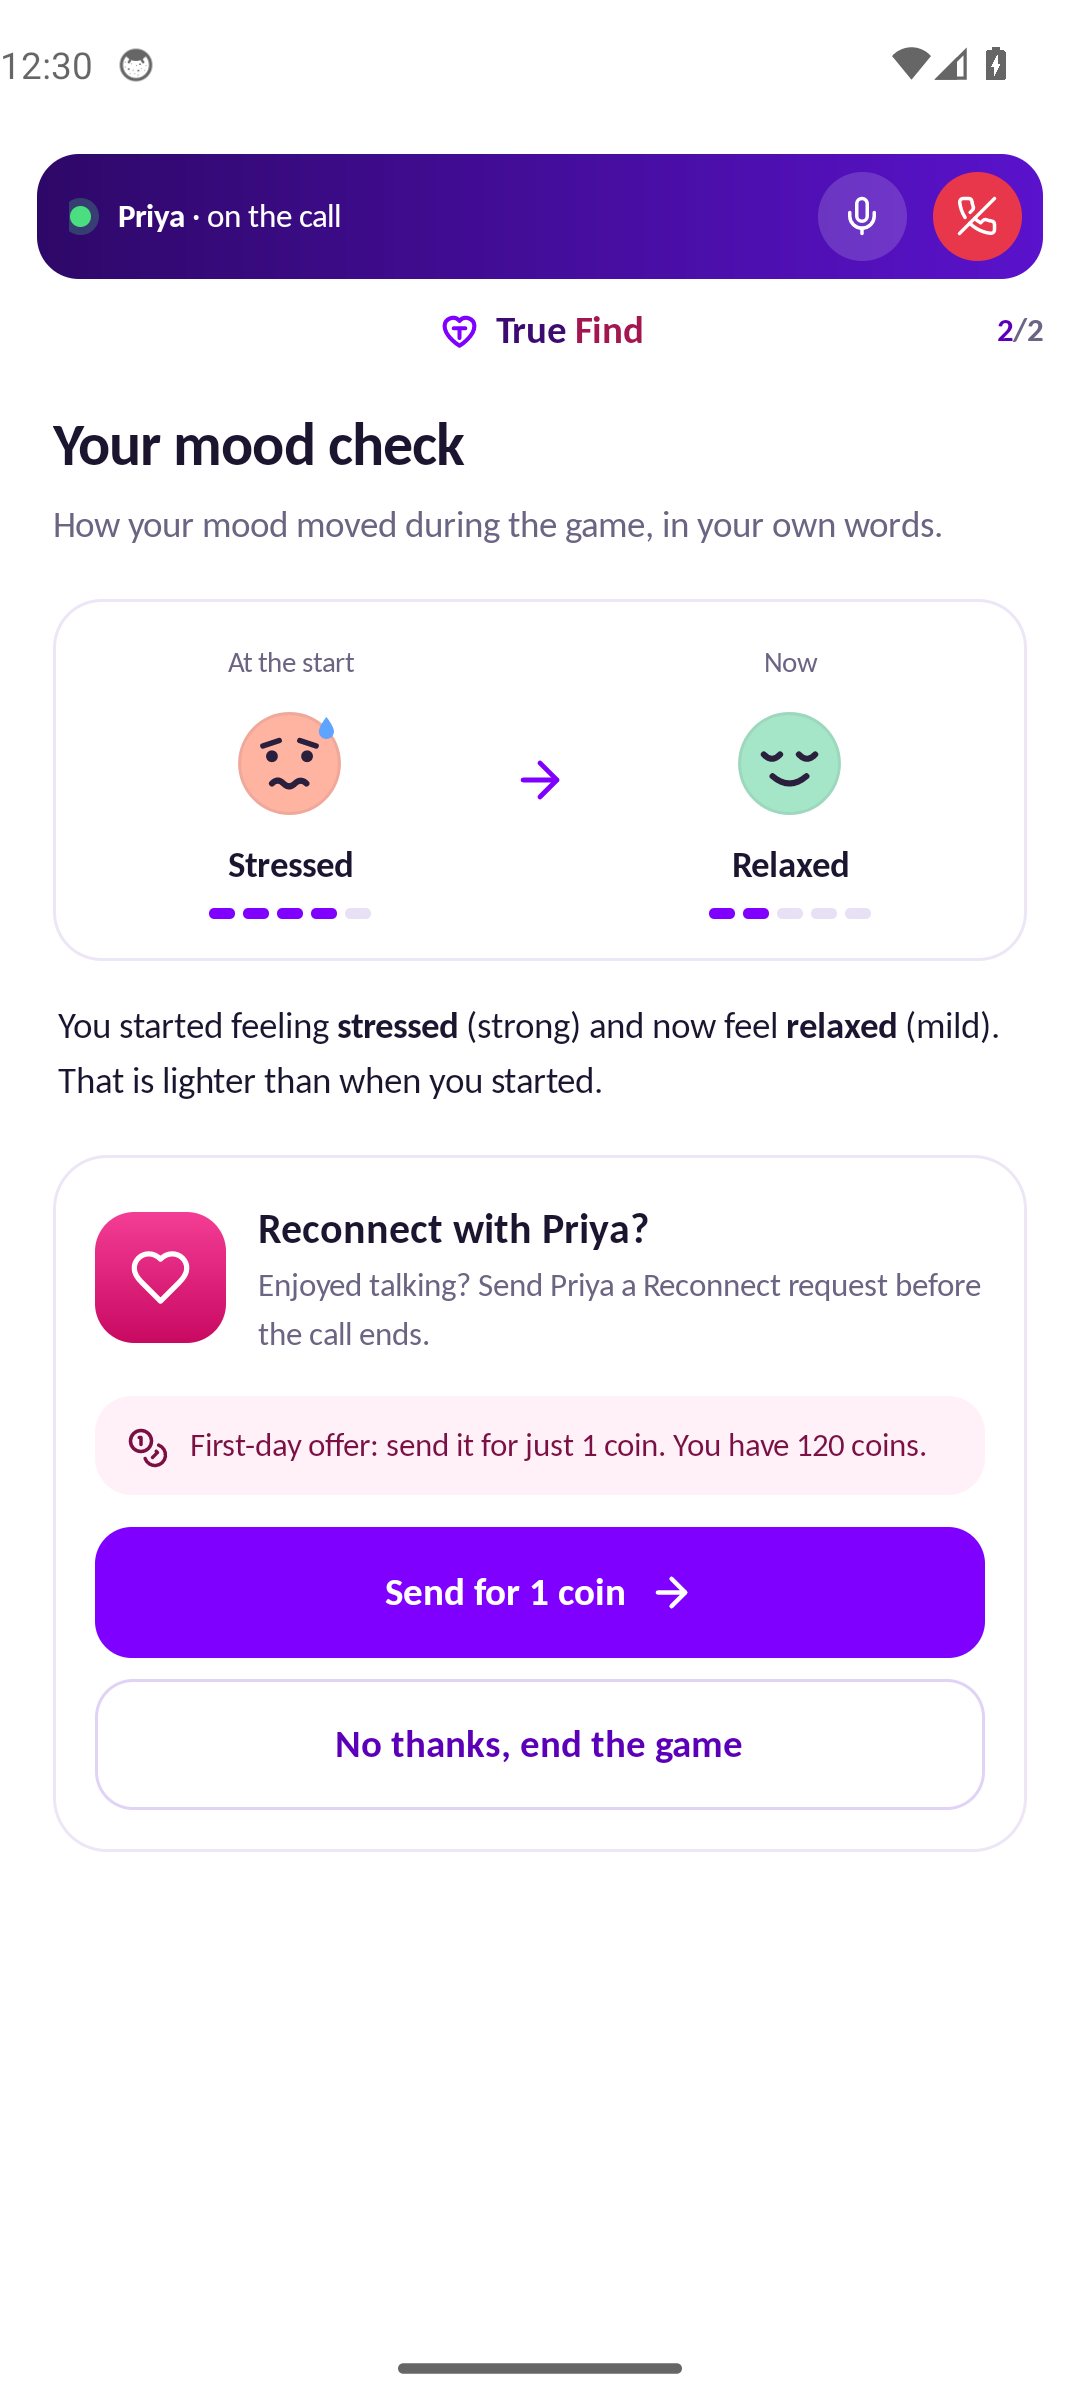 12:30
Priya · on the call
True Find
2/2
Your mood check
How your mood moved during the game, in your own words.
At the start
Now
Stressed
Relaxed
You started feeling stressed (strong) and now feel relaxed (mild).
That is lighter than when you started.
Reconnect with Priya?
Enjoyed talking? Send Priya a Reconnect request before
the call ends.
First-day offer: send it for just 1 coin. You have 120 coins.
Send for 1 coin
No thanks, end the game